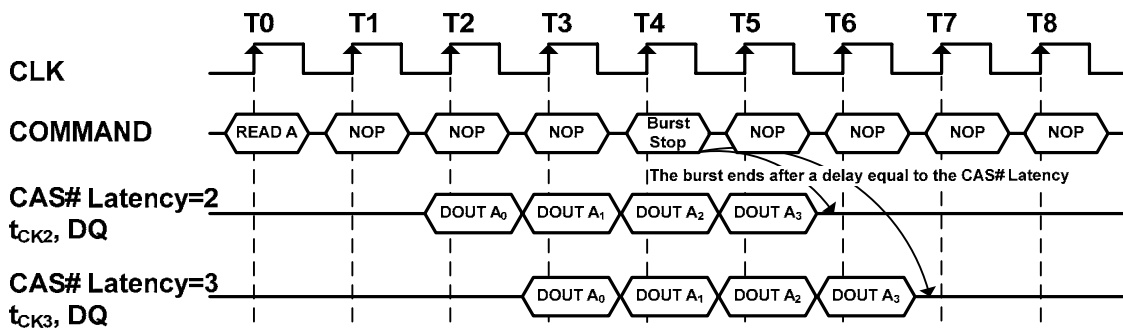 T0 T1 T2 T3 T4 T5 T6 T7 T8
CLK
COMMAND READ A NOP NOP NOP Burst Stop NOP NOP NOP NOP
The burst ends after a delay equal to the CAS# Latency
CAS# Latency=2
tCK2, DQ DOUT A0 DOUT A1 DOUT A2 DOUT A3
CAS# Latency=3
tCK3, DQ DOUT A0 DOUT A1 DOUT A2 DOUT A3